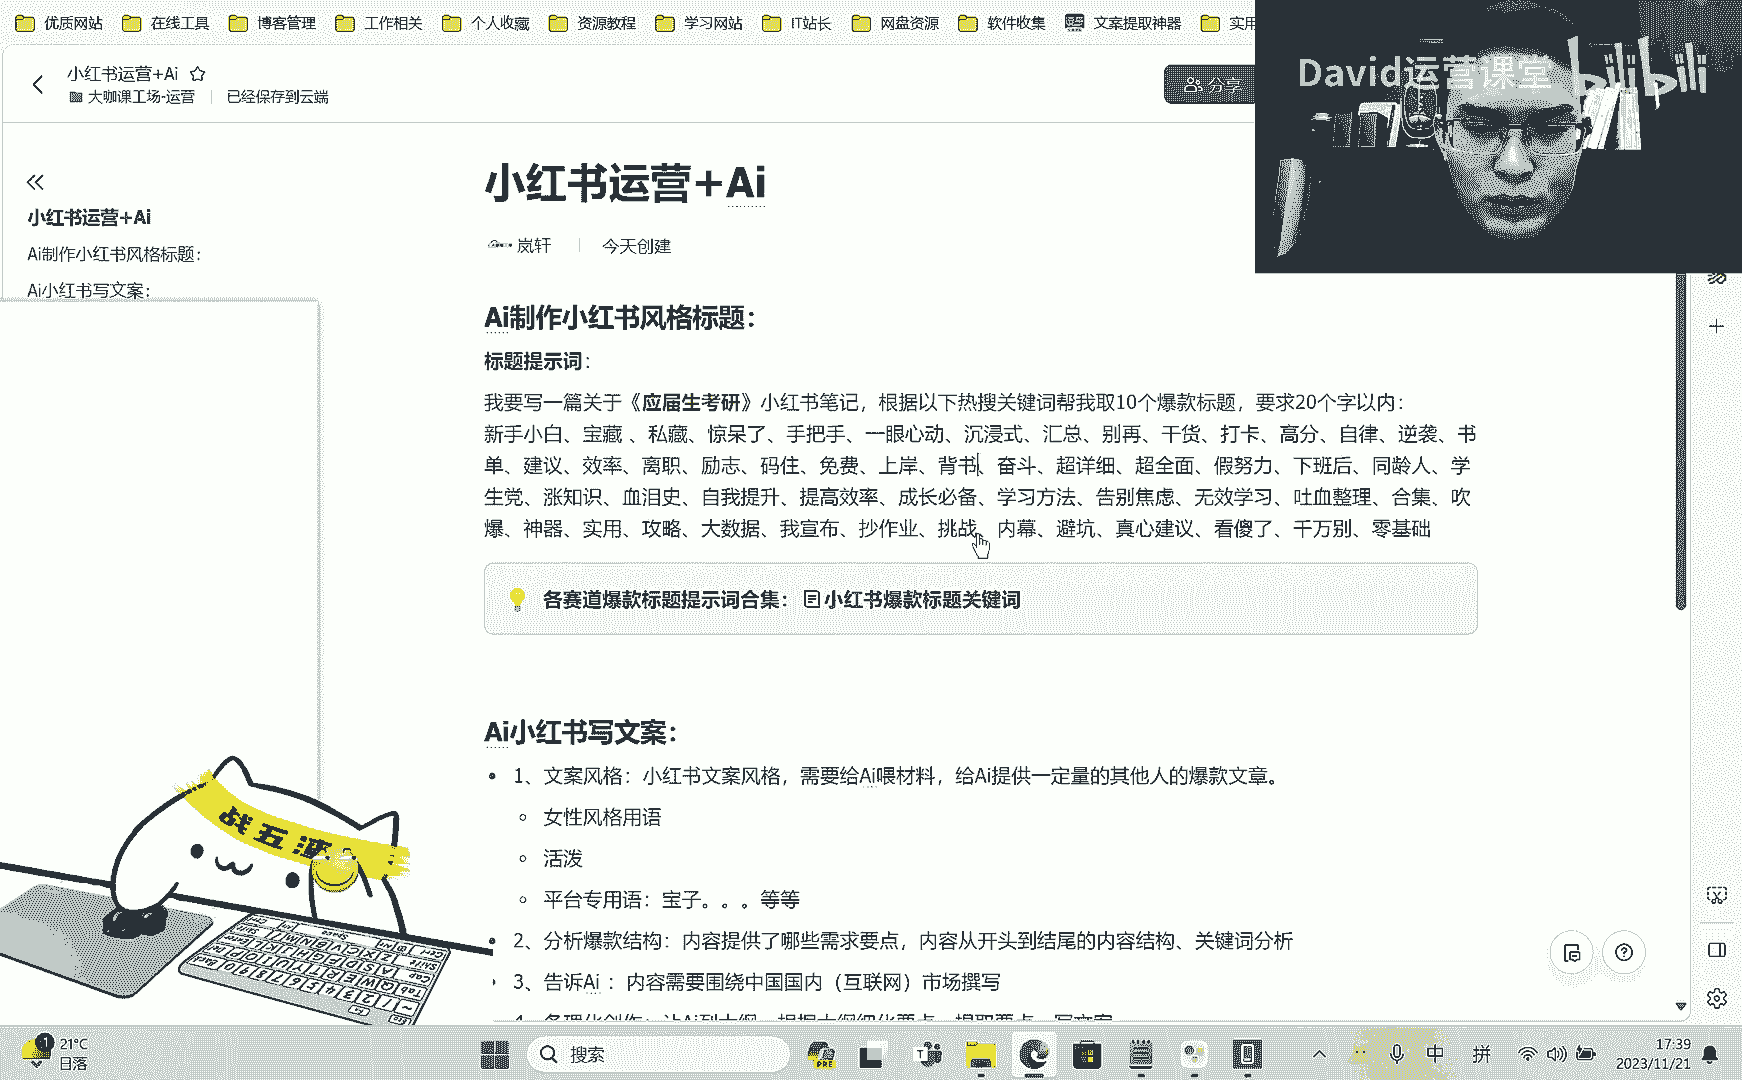 优质网站 在线工具 博客管理 工作相关 个人收藏 资源教程 学习网站 IT站长 网盘资源 软件收集 文案提取神器 实用
David运营课堂 bilibili
小红书运营+Ai
大咖课工场-运营 已经保存到云端
分享
小红书运营+Ai
Ai制作小红书风格标题：
Ai小红书写文案：
小红书运营+Ai
岚轩 今天创建
Ai制作小红书风格标题：
标题提示词：
我要写一篇关于《应届生考研》小红书笔记，根据以下热搜关键词帮我取10个爆款标题，要求20个字以内：
新手小白、宝藏 、私藏、惊呆了、手把手、一眼心动、沉浸式、汇总、别再、干货、打卡、高分、自律、逆袭、书
单、建议、效率、离职、励志、码住、免费、上岸、背书、奋斗、超详细、超全面、假努力、下班后、同龄人、学
生党、涨知识、血泪史、自我提升、提高效率、成长必备、学习方法、告别焦虑、无效学习、吐血整理、合集、吹
爆、神器、实用、攻略、大数据、我宣布、抄作业、挑战、内幕、避坑、真心建议、看傻了、千万别、零基础
各赛道爆款标题提示词合集： 小红书爆款标题关键词
Ai小红书写文案：
1、文案风格：小红书文案风格，需要给Ai喂材料，给Ai提供一定量的其他人的爆款文章。
女性风格用语
活泼
平台专用语：宝子。。。等等
2、分析爆款结构：内容提供了哪些需求要点，内容从开头到结尾的内容结构、关键词分析
3、告诉Ai ：内容需要围绕中国国内（互联网）市场撰写
战五渣
1 21°C
日落
搜索
PRE
中 拼
17:39
2023/11/21